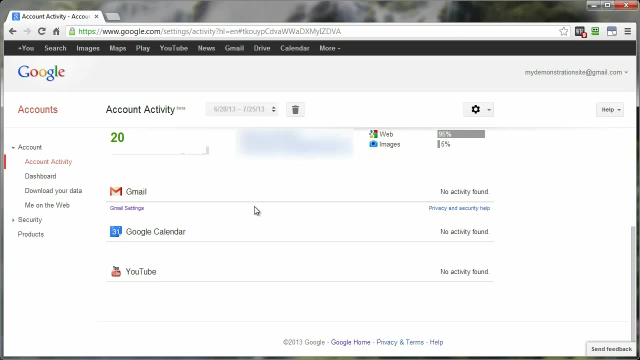 Account Activity - Accou
https://www.google.com/settings/activity?hl=en#tkouypCdvaWWaDXMyIZDVA
+You Search Images Maps Play YouTube News Gmail Drive Calendar More
Google
mydemonstrationsite@gmail.com
Accounts
Account Activity beta
6/28/13 – 7/25/13
Help
20
Web 95%
Images 5%
Account
Account Activity
Dashboard
Download your data
Me on the Web
Security
Products
Gmail No activity found.
Gmail Settings Privacy and security help
31 Google Calendar No activity found.
YouTube No activity found.
©2013 Google - Google Home - Privacy & Terms - Help
Send feedback